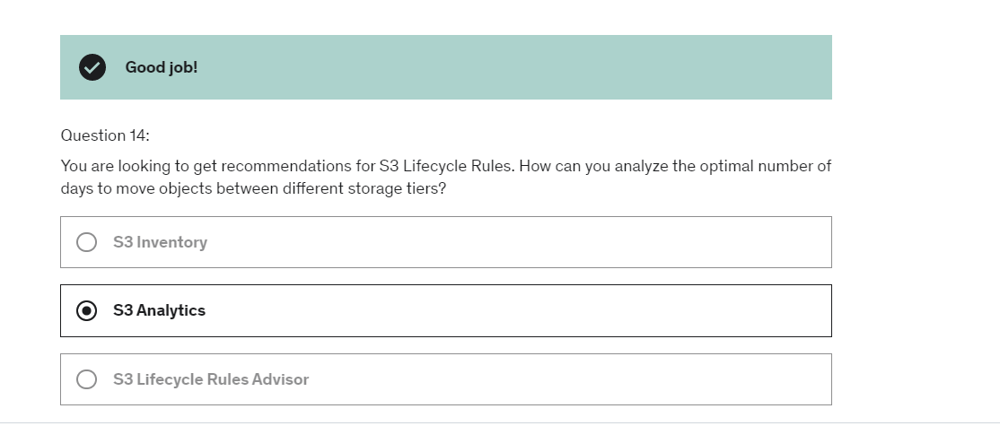 Good job!
Question 14:
You are looking to get recommendations for S3 Lifecycle Rules. How can you analyze the optimal number of
days to move objects between different storage tiers?
S3 Inventory
S3 Analytics
S3 Lifecycle Rules Advisor